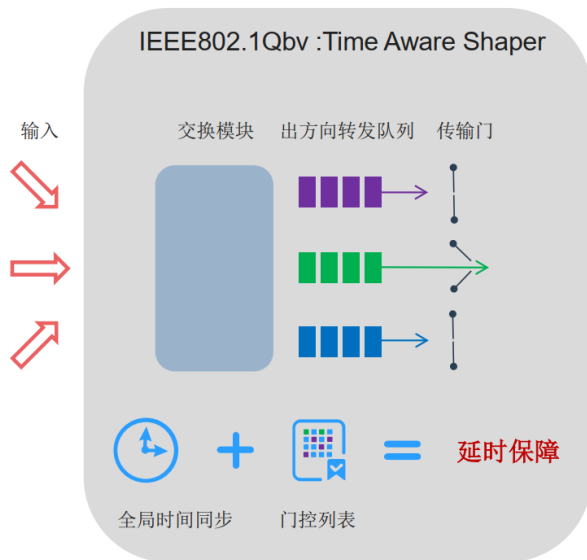 IEEE802.1Qbv :Time Aware Shaper
输入
交换模块
出方向转发队列
传输门
延时保障
全局时间同步
门控列表